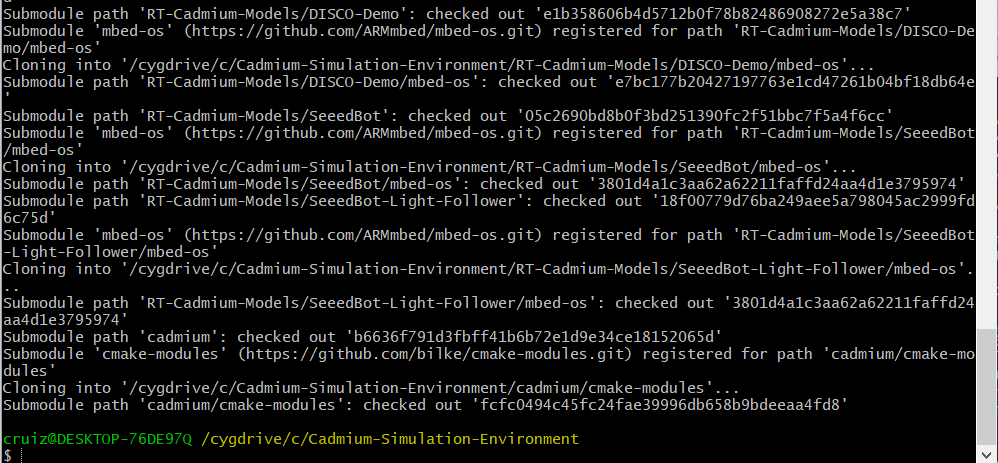 Submodule path 'RT-Cadmium-Models/DISCO-Demo': checked out 'e1b358606b4d5712b0f78b82486908272e5a38c7'
Submodule 'mbed-os' (https://github.com/ARMmbed/mbed-os.git) registered for path 'RT-Cadmium-Models/DISCO-De
mo/mbed-os'
Cloning into '/cygdrive/c/Cadmium-Simulation-Environment/RT-Cadmium-Models/DISCO-Demo/mbed-os'...
Submodule path 'RT-Cadmium-Models/DISCO-Demo/mbed-os': checked out 'e7bc177b20427197763e1cd47261b04bf18db64e
'
Submodule path 'RT-Cadmium-Models/SeeedBot': checked out '05c2690bd8b0f3bd251390fc2f51bbc7f5a4f6cc'
Submodule 'mbed-os' (https://github.com/ARMmbed/mbed-os.git) registered for path 'RT-Cadmium-Models/SeeedBot
/mbed-os'
Cloning into '/cygdrive/c/Cadmium-Simulation-Environment/RT-Cadmium-Models/SeeedBot/mbed-os'...
Submodule path 'RT-Cadmium-Models/SeeedBot/mbed-os': checked out '3801d4a1c3aa62a62211faffd24aa4d1e3795974'
Submodule path 'RT-Cadmium-Models/SeeedBot-Light-Follower': checked out '18f00779d76ba249aee5a798045ac2999fd
6c75d'
Submodule 'mbed-os' (https://github.com/ARMmbed/mbed-os.git) registered for path 'RT-Cadmium-Models/SeeedBot
-Light-Follower/mbed-os'
Cloning into '/cygdrive/c/Cadmium-Simulation-Environment/RT-Cadmium-Models/SeeedBot-Light-Follower/mbed-os'.
..
Submodule path 'RT-Cadmium-Models/SeeedBot-Light-Follower/mbed-os': checked out '3801d4a1c3aa62a62211faffd24
aa4d1e3795974'
Submodule path 'cadmium': checked out 'b6636f791d3fbff41b6b72e1d9e34ce18152065d'
Submodule 'cmake-modules' (https://github.com/bilke/cmake-modules.git) registered for path 'cadmium/cmake-mo
dules'
Cloning into '/cygdrive/c/Cadmium-Simulation-Environment/cadmium/cmake-modules'...
Submodule path 'cadmium/cmake-modules': checked out 'fcfc0494c45fc24fae39996db658b9bdeeaa4fd8'
cruiz@DESKTOP-76DE97Q /cygdrive/c/Cadmium-Simulation-Environment
$